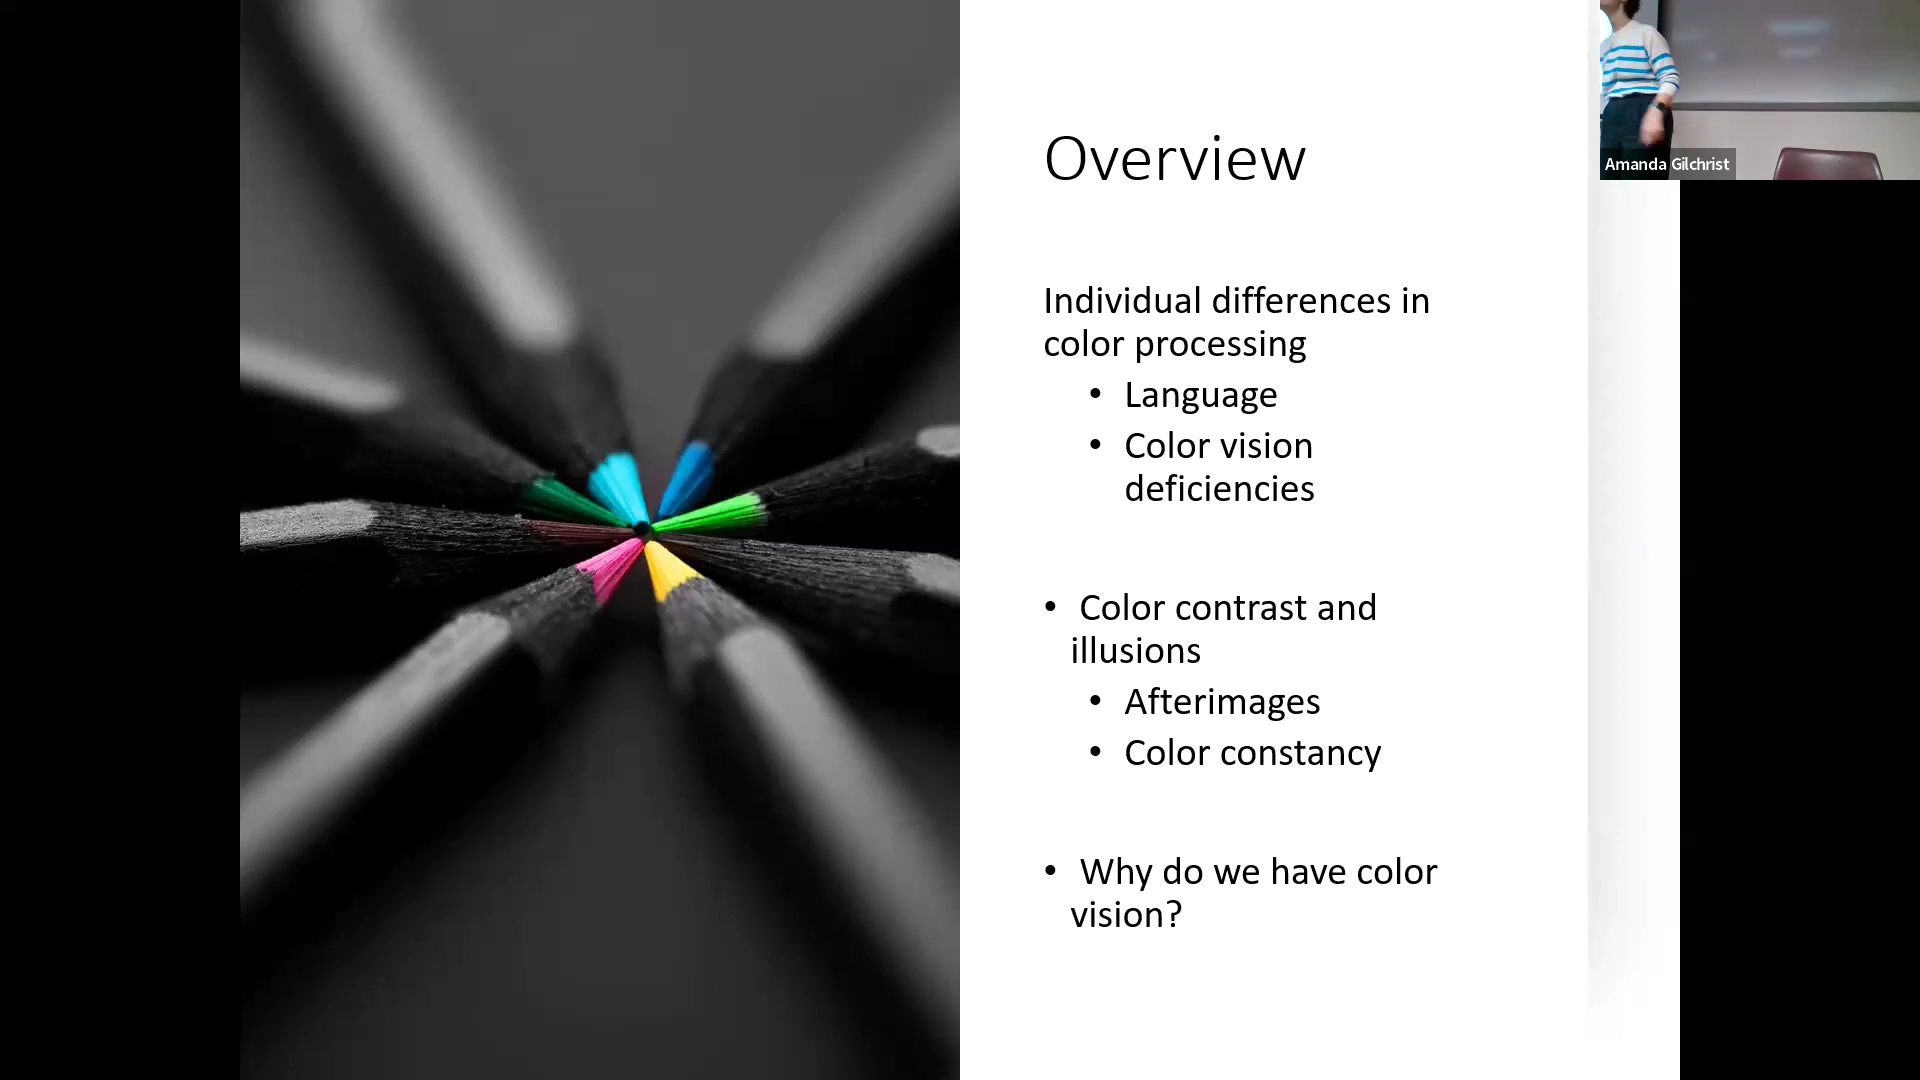 Overview
Individual differences in
color processing
• Language
• Color vision
deficiencies
• Color contrast and
illusions
• Afterimages
• Color constancy
• Why do we have color
vision?
Amanda Gilchrist